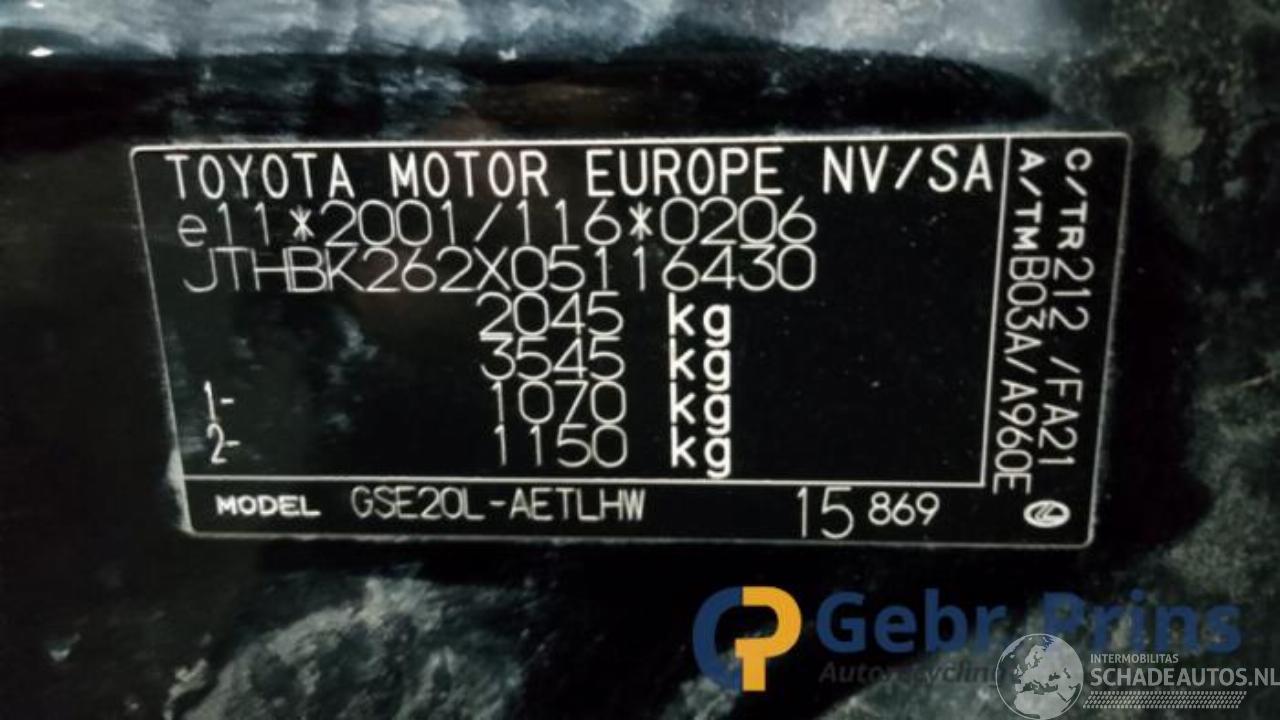 TOYOTA MOTOR EUROPE NV/SA
e11*2001/116*0206
JTHBK262X05116430
2045 kg
3545 kg
1- 1070 kg
2- 1150 kg
MODEL GSE20L-AETLHW 15 869
C/TR212 /FA21
A/TMB03A/A960E
Gebr. Prins
Autorecycling
INTERMOBILITAS
SCHADEAUTOS.NL